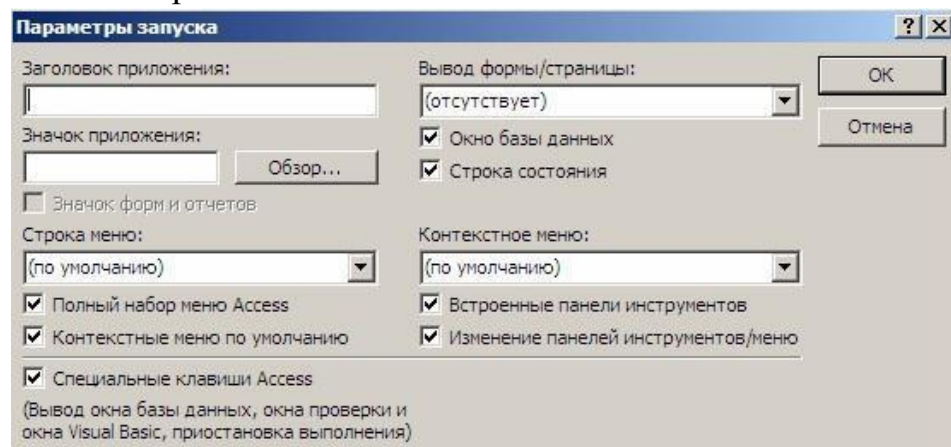 Параметры запуска
Заголовок приложения:
Вывод формы/страницы:
ОК
(отсутствует)
Отмена
Значок приложения:
Окно базы данных
Обзор...
Строка состояния
Значок форм и отчетов
Строка меню:
Контекстное меню:
(по умолчанию)
(по умолчанию)
Полный набор меню Access
Встроенные панели инструментов
Контекстные меню по умолчанию
Изменение панелей инструментов/меню
Специальные клавиши Access
(Вывод окна базы данных, окна проверки и
окна Visual Basic, приостановка выполнения)